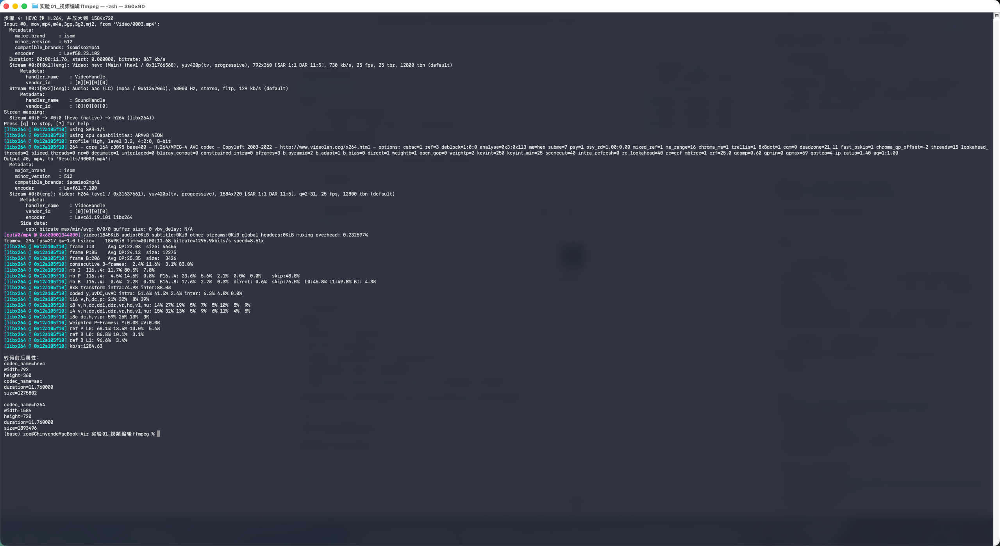 实验01_视频编辑ffmpeg — -zsh — 360×90
步骤 4: HEVC 转 H.264, 并放大到 1584x720
Input #0, mov,mp4,m4a,3gp,3g2,mj2, from 'Video/0003.mp4':
  Metadata:
    major_brand     : isom
    minor_version   : 512
    compatible_brands: isomiso2mp41
    encoder         : Lavf58.23.102
  Duration: 00:00:11.76, start: 0.000000, bitrate: 867 kb/s
  Stream #0:0[0x1](eng): Video: hevc (Main) (hev1 / 0x31766568), yuv420p(tv, progressive), 792x360 [SAR 1:1 DAR 11:5], 730 kb/s, 25 fps, 25 tbr, 12800 tbn (default)
      Metadata:
        handler_name    : VideoHandle
        vendor_id       : [0][0][0][0]
  Stream #0:1[0x2](eng): Audio: aac (LC) (mp4a / 0x6134706D), 48000 Hz, stereo, fltp, 129 kb/s (default)
      Metadata:
        handler_name    : SoundHandle
        vendor_id       : [0][0][0][0]
Stream mapping:
  Stream #0:0 -> #0:0 (hevc (native) -> h264 (libx264))
Press [q] to stop, [?] for help
[libx264 @ 0x12a105f10] using SAR=1/1
[libx264 @ 0x12a105f10] using cpu capabilities: ARMv8 NEON
[libx264 @ 0x12a105f10] profile High, level 3.2, 4:2:0, 8-bit
[libx264 @ 0x12a105f10] 264 - core 164 r3095 baee400 - H.264/MPEG-4 AVC codec - Copyleft 2003-2022 - http://www.videolan.org/x264.html - options: cabac=1 ref=3 deblock=1:0:0 analyse=0x3:0x113 me=hex subme=7 psy=1 psy_rd=1.00:0.00 mixed_ref=1 me_range=16 chroma_me=1 trellis=1 8x8dct=1 cqm=0 deadzone=21,11 fast_pskip=1 chroma_qp_offset=-2 threads=15 lookahead_
threads=2 sliced_threads=0 nr=0 decimate=1 interlaced=0 bluray_compat=0 constrained_intra=0 bframes=3 b_pyramid=2 b_adapt=1 b_bias=0 direct=1 weightb=1 open_gop=0 weightp=2 keyint=250 keyint_min=25 scenecut=40 intra_refresh=0 rc_lookahead=40 rc=crf mbtree=1 crf=25.0 qcomp=0.60 qpmin=0 qpmax=69 qpstep=4 ip_ratio=1.40 aq=1:1.00
Output #0, mp4, to 'Results/R0003.mp4':
  Metadata:
    major_brand     : isom
    minor_version   : 512
    compatible_brands: isomiso2mp41
    encoder         : Lavf61.7.100
  Stream #0:0(eng): Video: h264 (avc1 / 0x31637661), yuv420p(tv, progressive), 1584x720 [SAR 1:1 DAR 11:5], q=2-31, 25 fps, 12800 tbn (default)
      Metadata:
        handler_name    : VideoHandle
        vendor_id       : [0][0][0][0]
        encoder         : Lavc61.19.101 libx264
      Side data:
        cpb: bitrate max/min/avg: 0/0/0 buffer size: 0 vbv_delay: N/A
[out#0/mp4 @ 0x600001344000] video:1845KiB audio:0KiB subtitle:0KiB other streams:0KiB global headers:0KiB muxing overhead: 0.232597%
frame=  294 fps=217 q=-1.0 Lsize=    1849KiB time=00:00:11.68 bitrate=1296.9kbits/s speed=8.61x
[libx264 @ 0x12a105f10] frame I:3     Avg QP:22.03  size: 46455
[libx264 @ 0x12a105f10] frame P:85    Avg QP:24.13  size: 12275
[libx264 @ 0x12a105f10] frame B:206   Avg QP:25.35  size:  3426
[libx264 @ 0x12a105f10] consecutive B-frames:  2.4% 11.6%  3.1% 83.0%
[libx264 @ 0x12a105f10] mb I  I16..4: 11.7% 80.5%  7.8%
[libx264 @ 0x12a105f10] mb P  I16..4:  4.5% 14.6%  0.8%  P16..4: 23.6%  5.6%  2.1%  0.0%  0.0%    skip:48.8%
[libx264 @ 0x12a105f10] mb B  I16..4:  0.6%  2.2%  0.1%  B16..8: 17.6%  2.2%  0.3%  direct: 0.6%  skip:76.5%  L0:45.8% L1:49.8% BI: 4.3%
[libx264 @ 0x12a105f10] 8x8 transform intra:74.9% inter:88.0%
[libx264 @ 0x12a105f10] coded y,uvDC,uvAC intra: 51.6% 41.5% 2.4% inter: 6.3% 4.8% 0.0%
[libx264 @ 0x12a105f10] i16 v,h,dc,p: 21% 32%  8% 39%
[libx264 @ 0x12a105f10] i8 v,h,dc,ddl,ddr,vr,hd,vl,hu: 14% 27% 19%  5%  7%  5% 10%  5%  9%
[libx264 @ 0x12a105f10] i4 v,h,dc,ddl,ddr,vr,hd,vl,hu: 15% 32% 13%  5%  9%  6% 11%  4%  5%
[libx264 @ 0x12a105f10] i8c dc,h,v,p: 59% 25% 13%  3%
[libx264 @ 0x12a105f10] Weighted P-Frames: Y:0.0% UV:0.0%
[libx264 @ 0x12a105f10] ref P L0: 68.1% 13.5% 13.0%  5.4%
[libx264 @ 0x12a105f10] ref B L0: 86.8% 10.1%  3.1%
[libx264 @ 0x12a105f10] ref B L1: 96.6%  3.4%
[libx264 @ 0x12a105f10] kb/s:1284.63
转码前后属性:
codec_name=hevc
width=792
height=360
codec_name=aac
duration=11.760000
size=1275802
codec_name=h264
width=1584
height=720
duration=11.760000
size=1893496
(base) zoo@ChinyendeMacBook-Air 实验01_视频编辑ffmpeg %